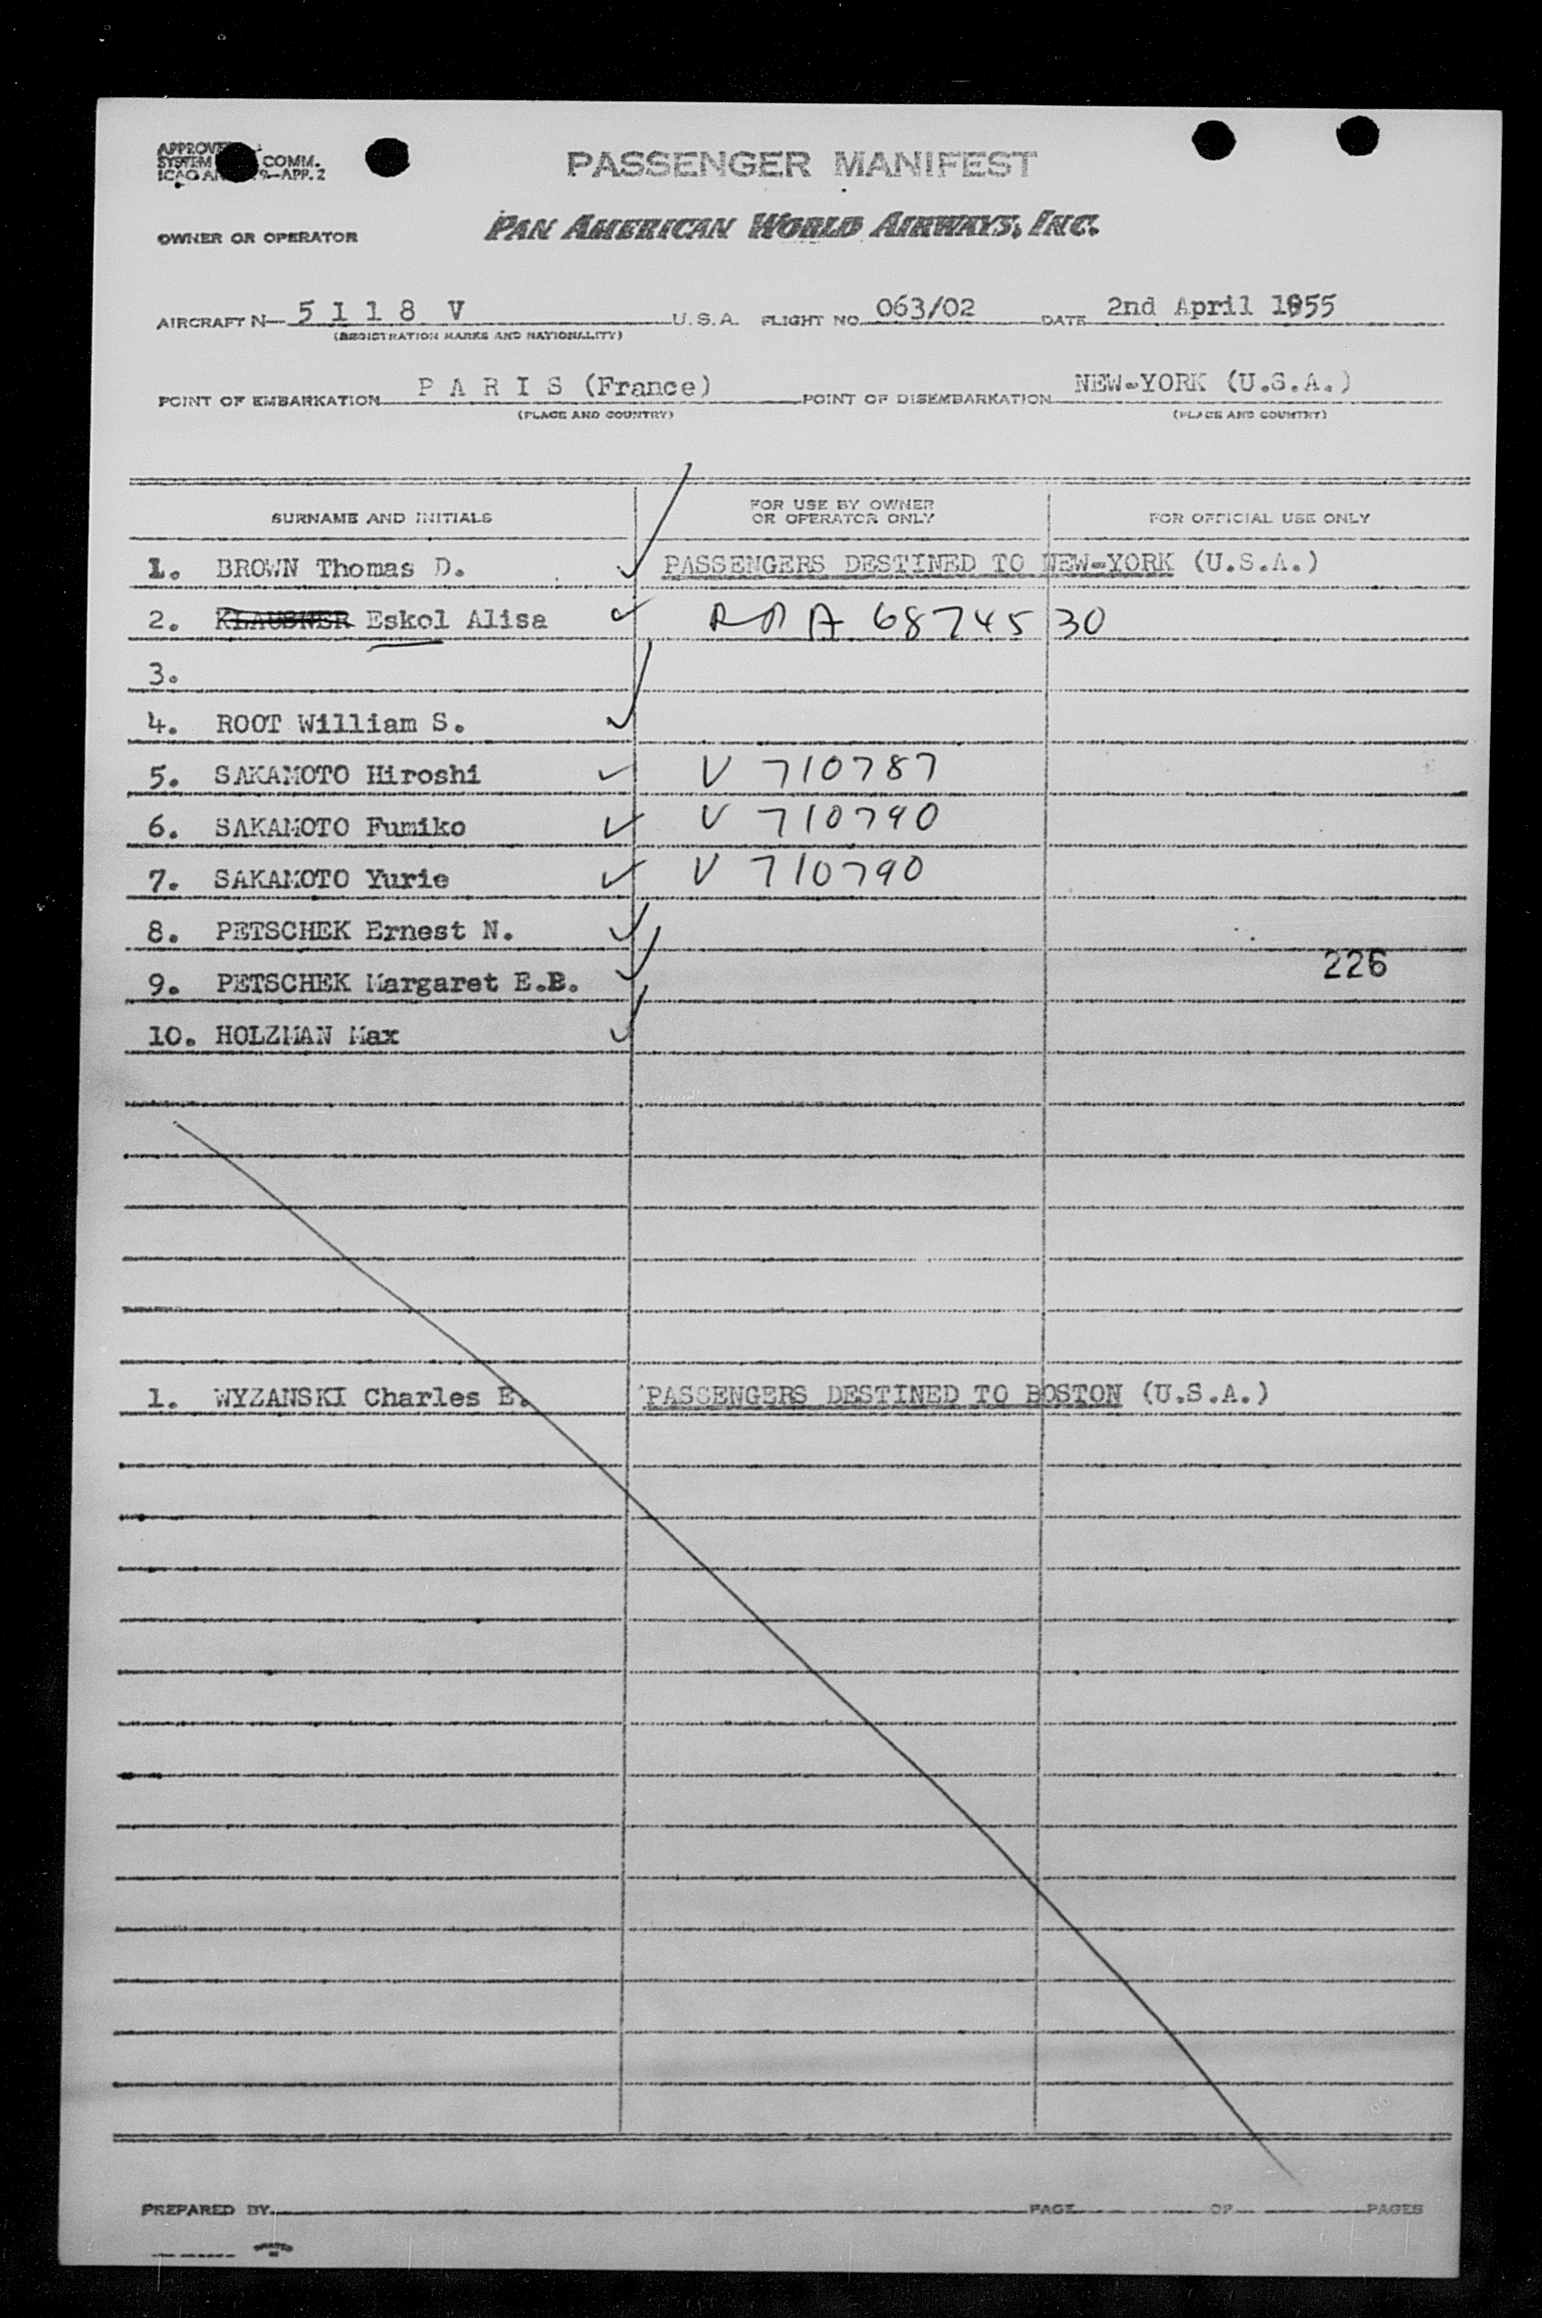 PASSENGER MANIFEST
SYSTEM COMM.
APP. 2
OWNER OR OPERATOR PAN AMERICAN WORLD AIRWAYS, INC.
AIRCRAFT N— 5 1 1 8 V U.S.A. FLIGHT NO. 063/02 DATE 2nd April 1955
(REGISTRATION MARKS AND NATIONALITY)
POINT OF EMBARKATION P A R I S (France) POINT OF DISEMBARKATION NEW-YORK (U.S.A.)
(PLACE AND COUNTRY) (PLACE AND COUNTRY)
SURNAME AND INITIALS FOR USE BY OWNER OR OPERATOR ONLY FOR OFFICIAL USE ONLY
1. BROWN Thomas D. PASSENGERS DESTINED TO NEW-YORK (U.S.A.)
2. KLAUSNER Eskol Alisa A 6874530
3.
4. ROOT William S.
5. SAKAMOTO Hiroshi V 710787
6. SAKAMOTO Fumiko V 710790
7. SAKAMOTO Yurie V 710790
8. PETSCHEK Ernest N.
226
9. PETSCHEK Margaret E.B.
10. HOLZMAN Max
1. WYZANSKI Charles E. PASSENGERS DESTINED TO BOSTON (U.S.A.)
PREPARED BY PAGE OF PAGES